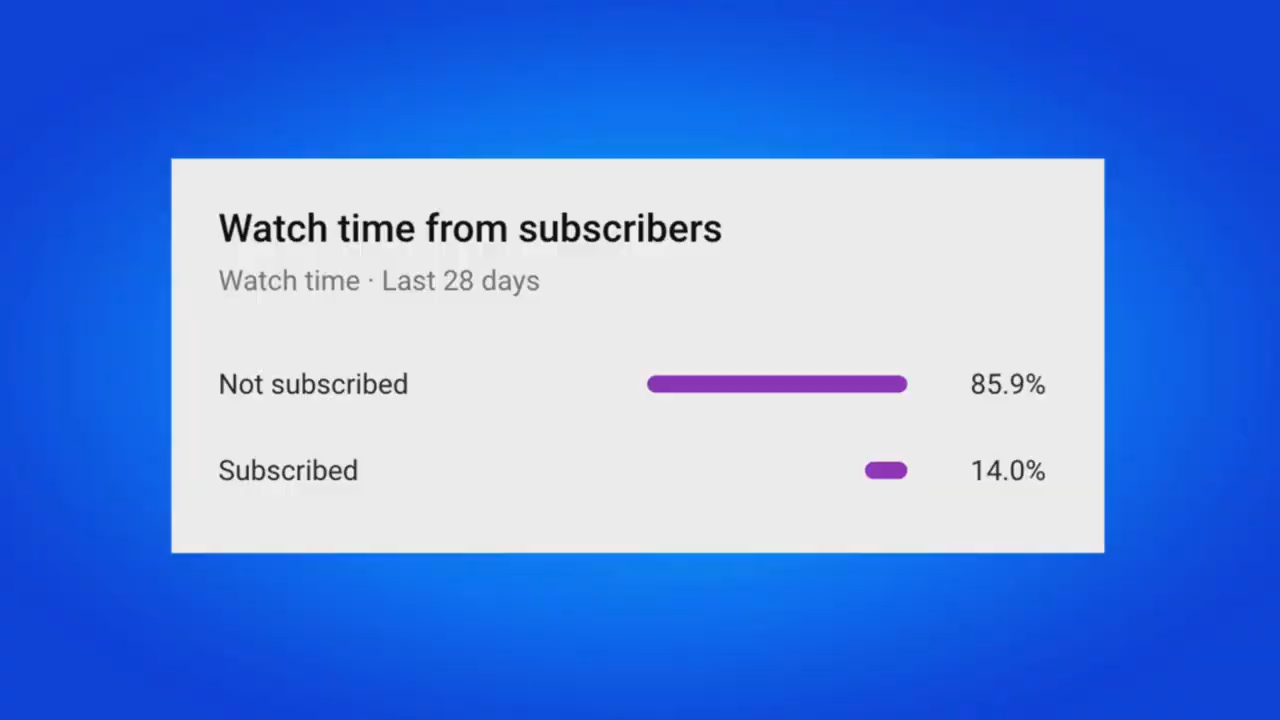 Watch time from subscribers
Watch time · Last 28 days
Not subscribed 85.9%
Subscribed 14.0%